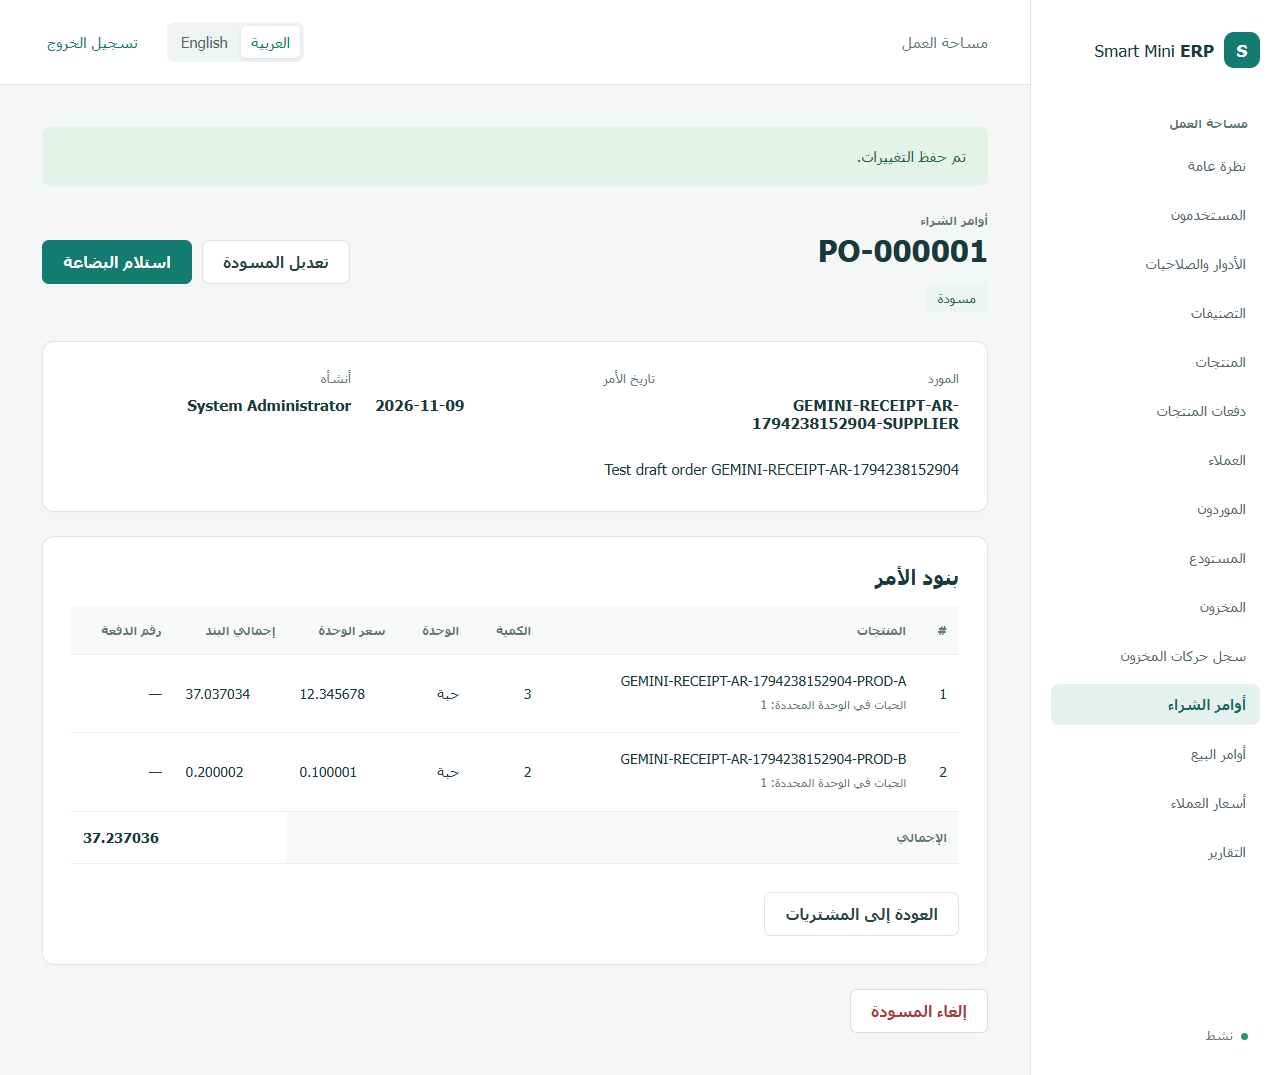 S Smart Mini ERP
مساحة العمل
نظرة عامة
المستخدمون
الأدوار والصلاحيات
التصنيفات
المنتجات
دفعات المنتجات
العملاء
الموردون
المستودع
المخزون
سجل حركات المخزون
أوامر الشراء
أوامر البيع
أسعار العملاء
التقارير
نشط
مساحة العمل
العربية English
تسجيل الخروج
تم حفظ التغييرات.
أوامر الشراء
PO-000001
مسودة
تعديل المسودة
استلام البضاعة
المورد تاريخ الأمر أنشأه
GEMINI-RECEIPT-AR-
1794238152904-SUPPLIER
2026-11-09
System Administrator
Test draft order GEMINI-RECEIPT-AR-1794238152904
بنود الأمر
# المنتجات الكمية الوحدة سعر الوحدة إجمالي البند رقم الدفعة
1 GEMINI-RECEIPT-AR-1794238152904-PROD-A 3 حبة 12.345678 37.037034 —
الحبات في الوحدة المحددة: 1
2 GEMINI-RECEIPT-AR-1794238152904-PROD-B 2 حبة 0.100001 0.200002 —
الحبات في الوحدة المحددة: 1
الإجمالي 37.237036
العودة إلى المشتريات
إلغاء المسودة